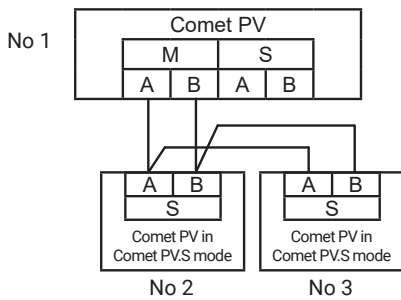 Comet PV
No 1
M S
A B A B
A B A B
S S
Comet PV in Comet PV in
Comet PV.S mode Comet PV.S mode
No 2 No 3